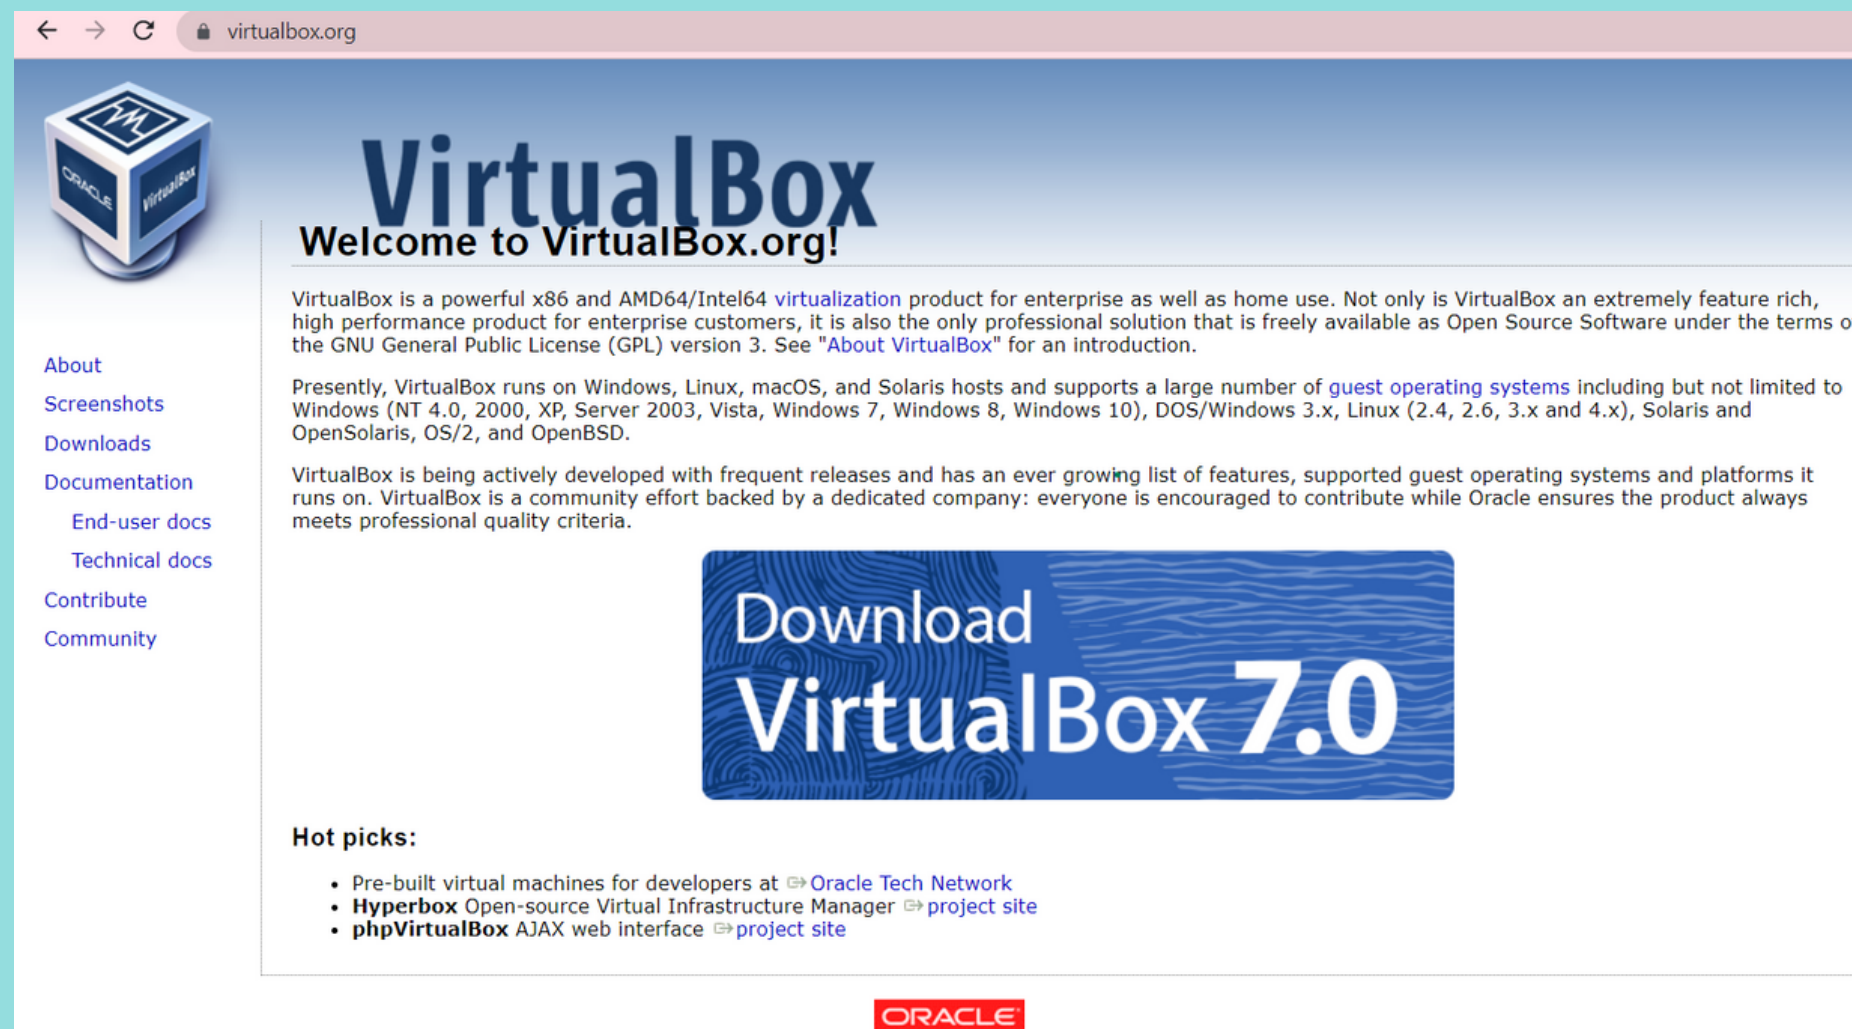 virtualbox.org
ORACLE
VirtualBox
VirtualBox
Welcome to VirtualBox.org!
About
Screenshots
Downloads
Documentation
End-user docs
Technical docs
Contribute
Community
VirtualBox is a powerful x86 and AMD64/Intel64 virtualization product for enterprise as well as home use. Not only is VirtualBox an extremely feature rich,
high performance product for enterprise customers, it is also the only professional solution that is freely available as Open Source Software under the terms o
the GNU General Public License (GPL) version 3. See "About VirtualBox" for an introduction.
Presently, VirtualBox runs on Windows, Linux, macOS, and Solaris hosts and supports a large number of guest operating systems including but not limited to
Windows (NT 4.0, 2000, XP, Server 2003, Vista, Windows 7, Windows 8, Windows 10), DOS/Windows 3.x, Linux (2.4, 2.6, 3.x and 4.x), Solaris and
OpenSolaris, OS/2, and OpenBSD.
VirtualBox is being actively developed with frequent releases and has an ever growing list of features, supported guest operating systems and platforms it
runs on. VirtualBox is a community effort backed by a dedicated company: everyone is encouraged to contribute while Oracle ensures the product always
meets professional quality criteria.
Download
VirtualBox 7.0
Hot picks:
• Pre-built virtual machines for developers at Oracle Tech Network
• Hyperbox Open-source Virtual Infrastructure Manager project site
• phpVirtualBox AJAX web interface project site
ORACLE